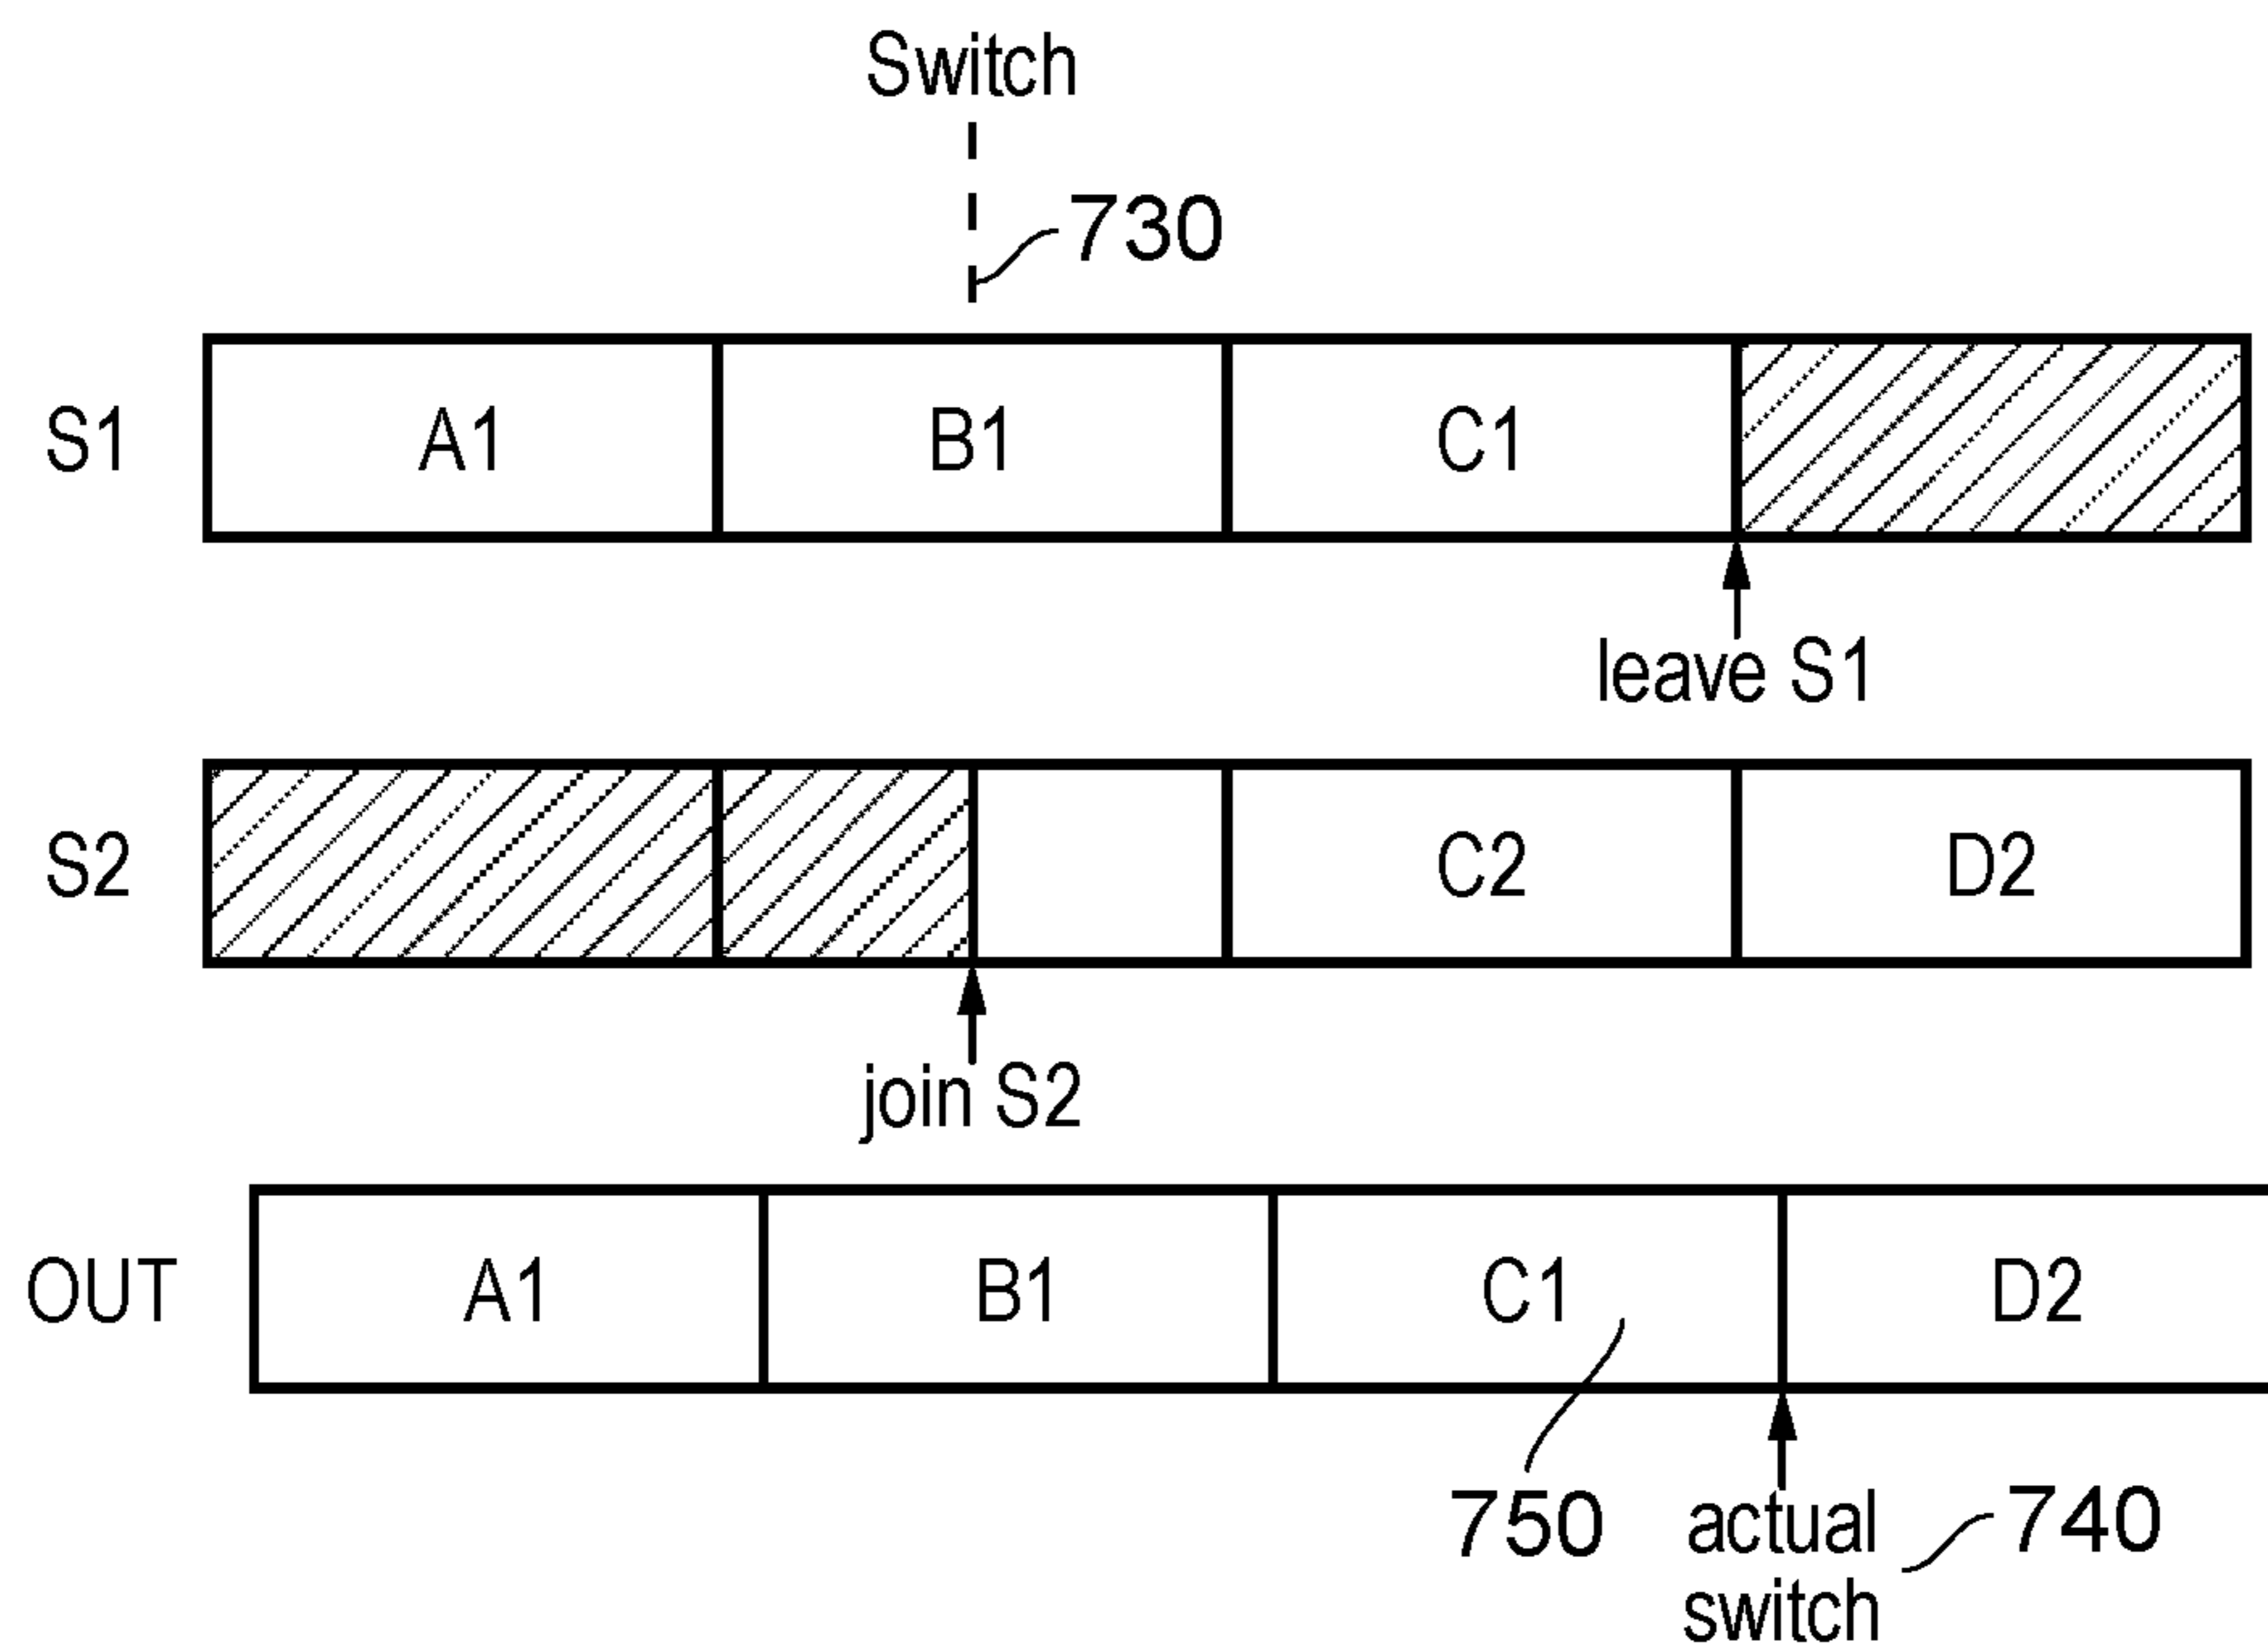 Switch
730
S1 A1 B1 C1
leave S1
S2 C2 D2
join S2
OUT A1 B1 C1 D2
750 actual 740
switch